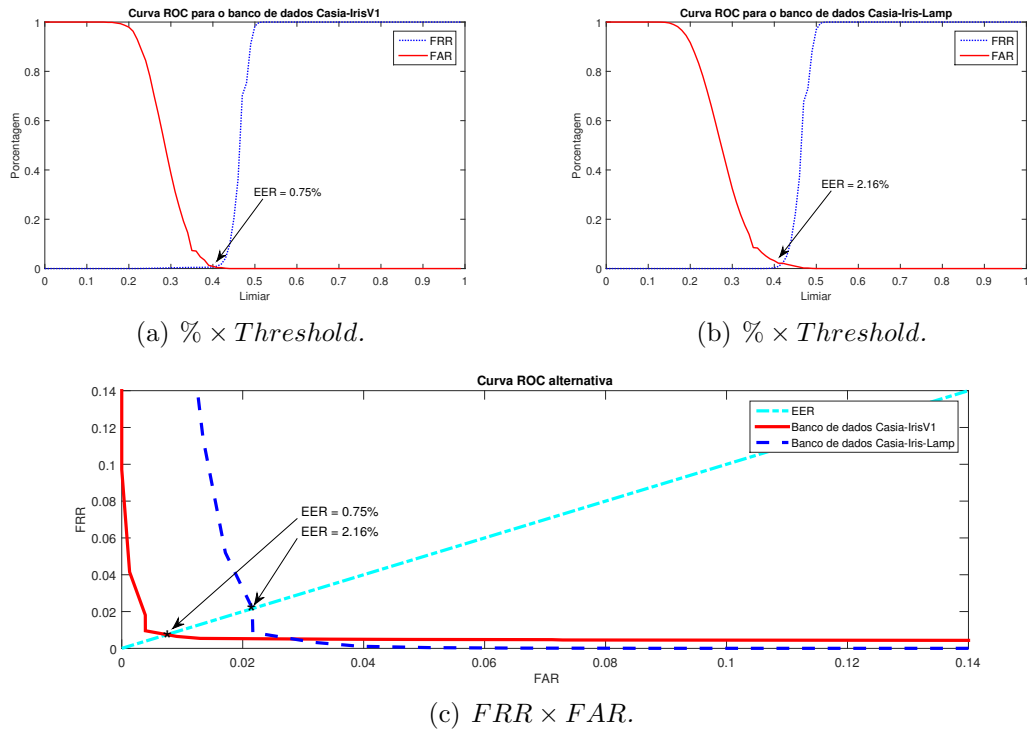 Curva ROC para o banco de dados Casia-IrisV1
1
0.8
0.6
0.4
0.2
0
Porcentagem
FRR
FAR
EER = 0.75%
0 0.1 0.2 0.3 0.4 0.5 0.6 0.7 0.8 0.9 1
Limiar
(a) % × Threshold.
Curva ROC para o banco de dados Casia-Iris-Lamp
1
0.8
0.6
0.4
0.2
0
Porcentagem
FRR
FAR
EER = 2.16%
0 0.1 0.2 0.3 0.4 0.5 0.6 0.7 0.8 0.9 1
Limiar
(b) % × Threshold.
Curva ROC alternativa
0.14
0.12
0.1
0.08
0.06
0.04
0.02
0
FRR
EER
Banco de dados Casia-IrisV1
Banco de dados Casia-Iris-Lamp
EER = 0.75%
EER = 2.16%
0 0.02 0.04 0.06 0.08 0.1 0.12 0.14
FAR
(c) FRR × FAR.